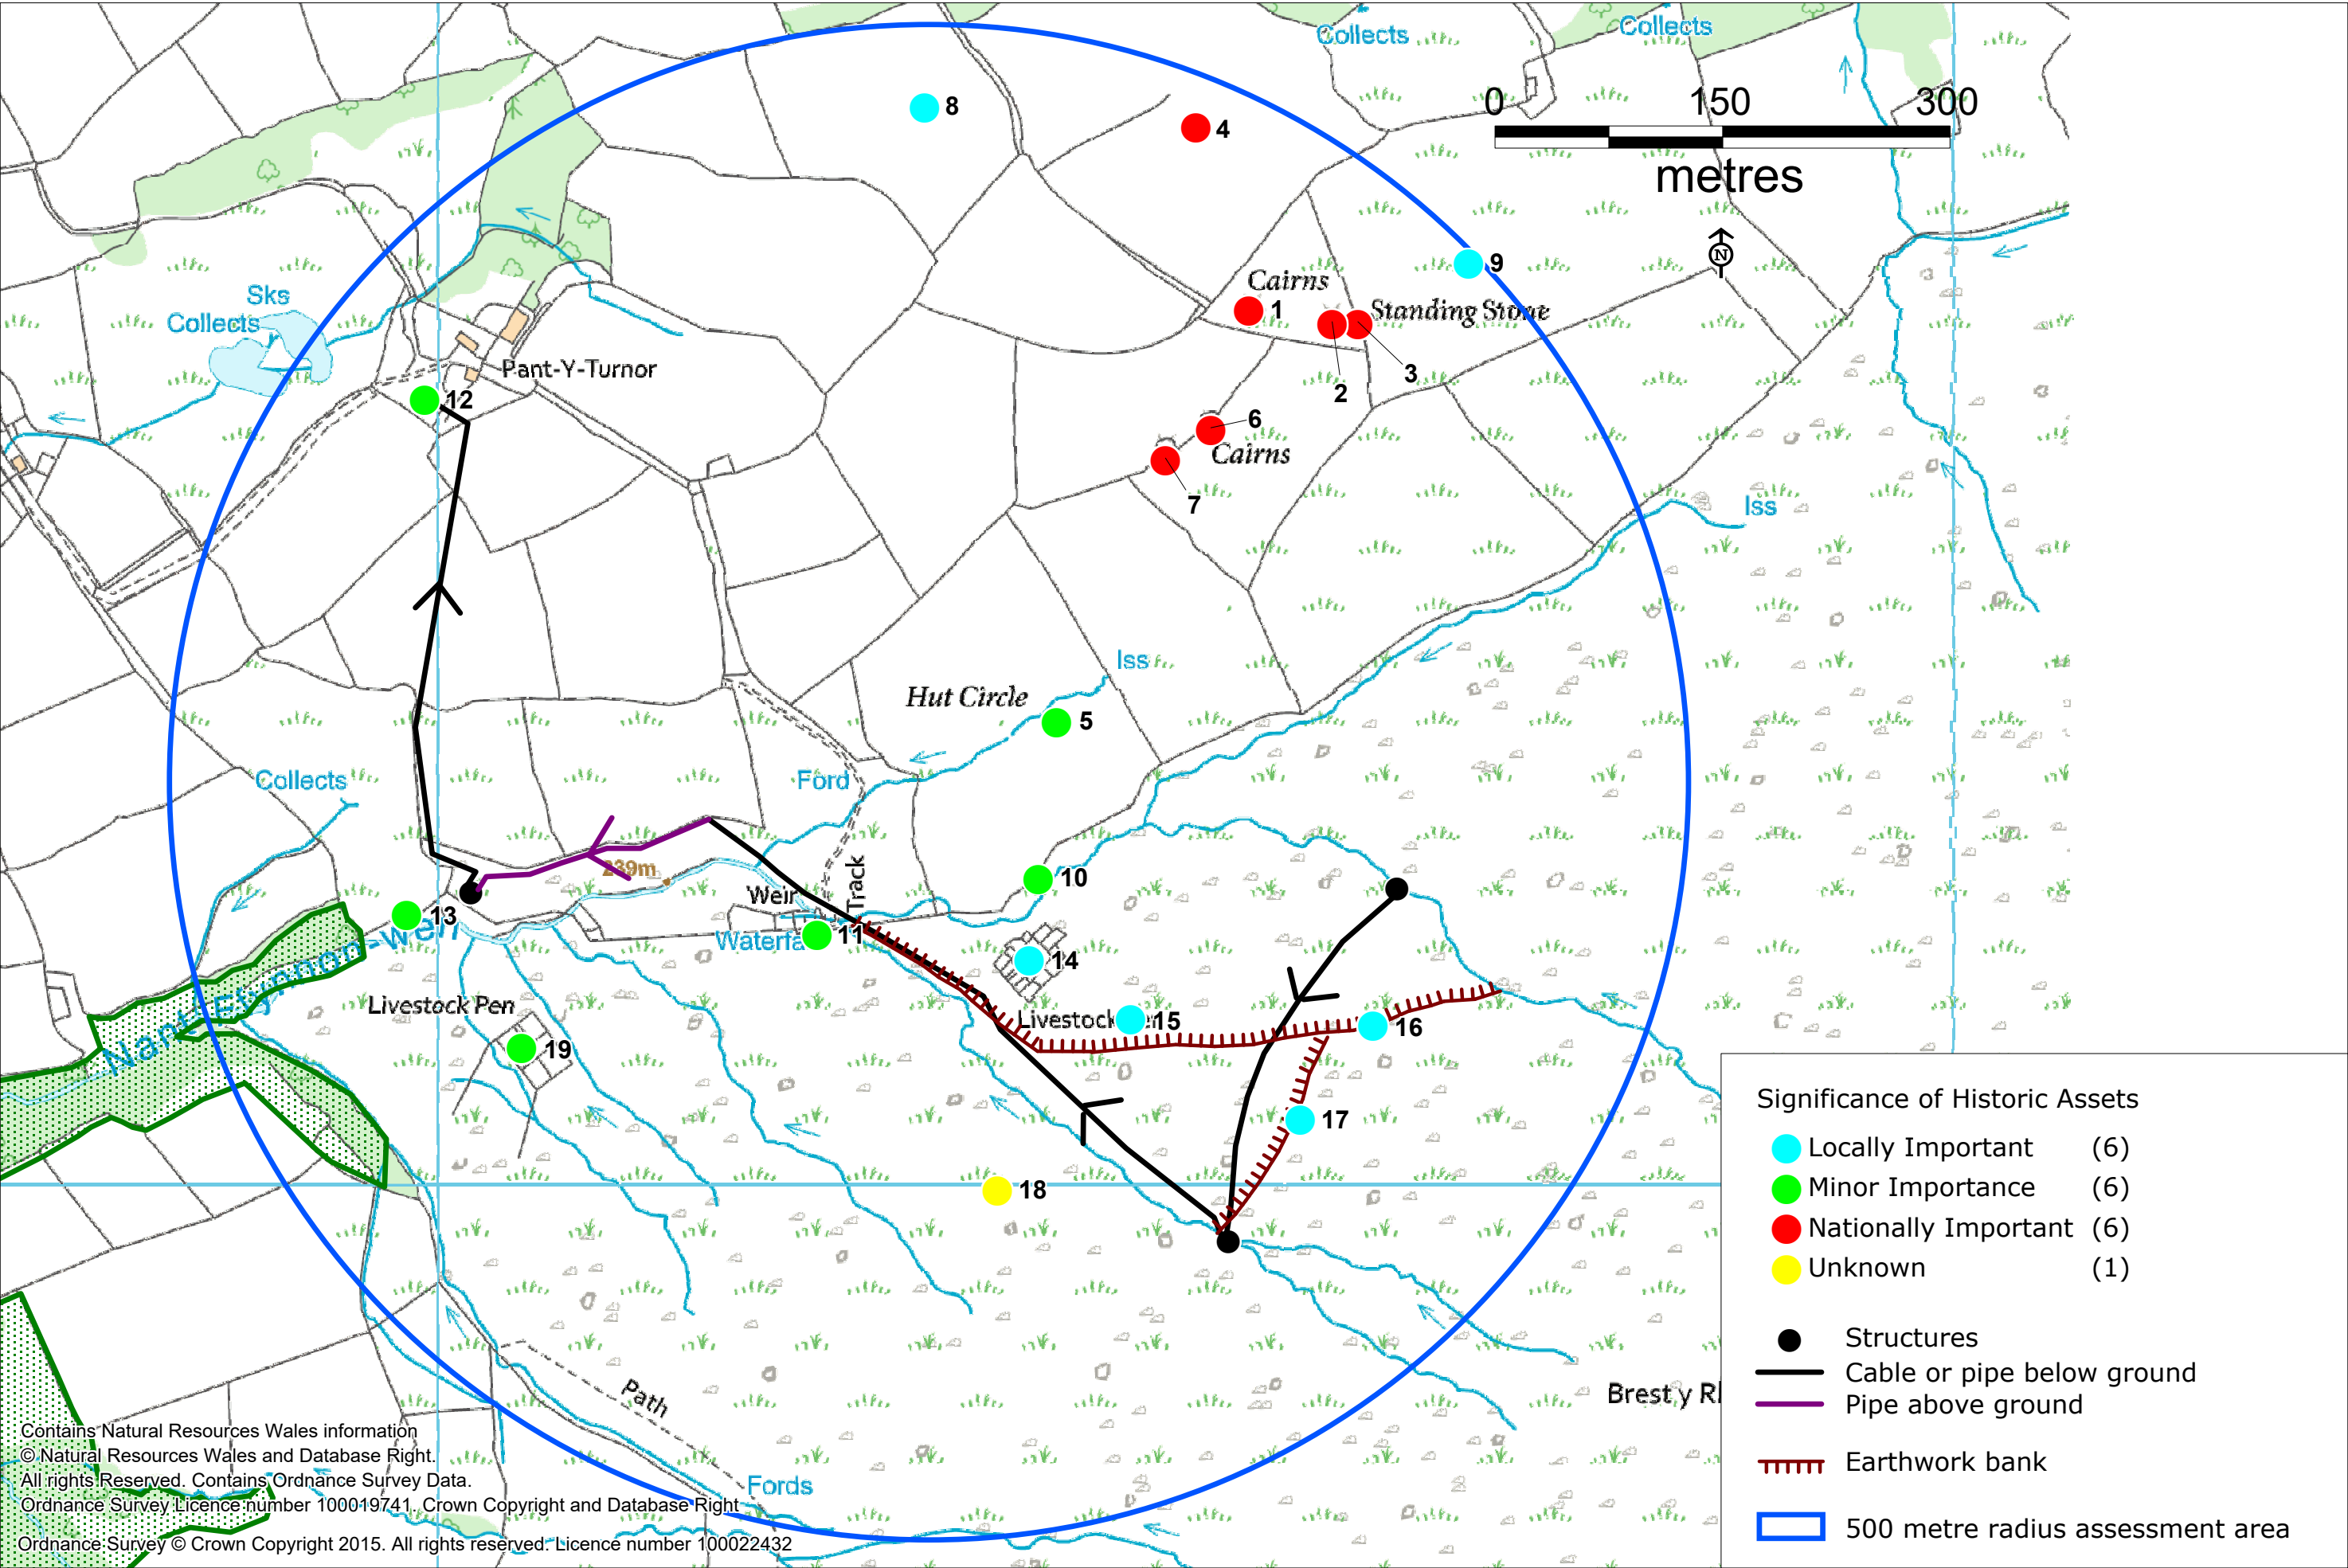 Collects
Collects
8
4
0 150 300
metres
N
9
Sks
Cairns
1
Standing Stone
Collects
Pant-Y-Turnor
3
2
12
6
Cairns
7
Iss
Iss
Hut Circle
5
Collects
Ford
239m
Track
10
Weir
13
11
14
Livestock Pen
15
16
19
17
18
Path
Fords
Significance of Historic Assets
Locally Important (6)
Minor Importance (6)
Nationally Important (6)
Unknown (1)
Structures
Cable or pipe below ground
Pipe above ground
Earthwork bank
500 metre radius assessment area
Contains Natural Resources Wales information
© Natural Resources Wales and Database Right.
All rights Reserved. Contains Ordnance Survey Data.
Ordnance Survey Licence number 100019741. Crown Copyright and Database Right
Ordnance Survey © Crown Copyright 2015. All rights reserved. Licence number 100022432